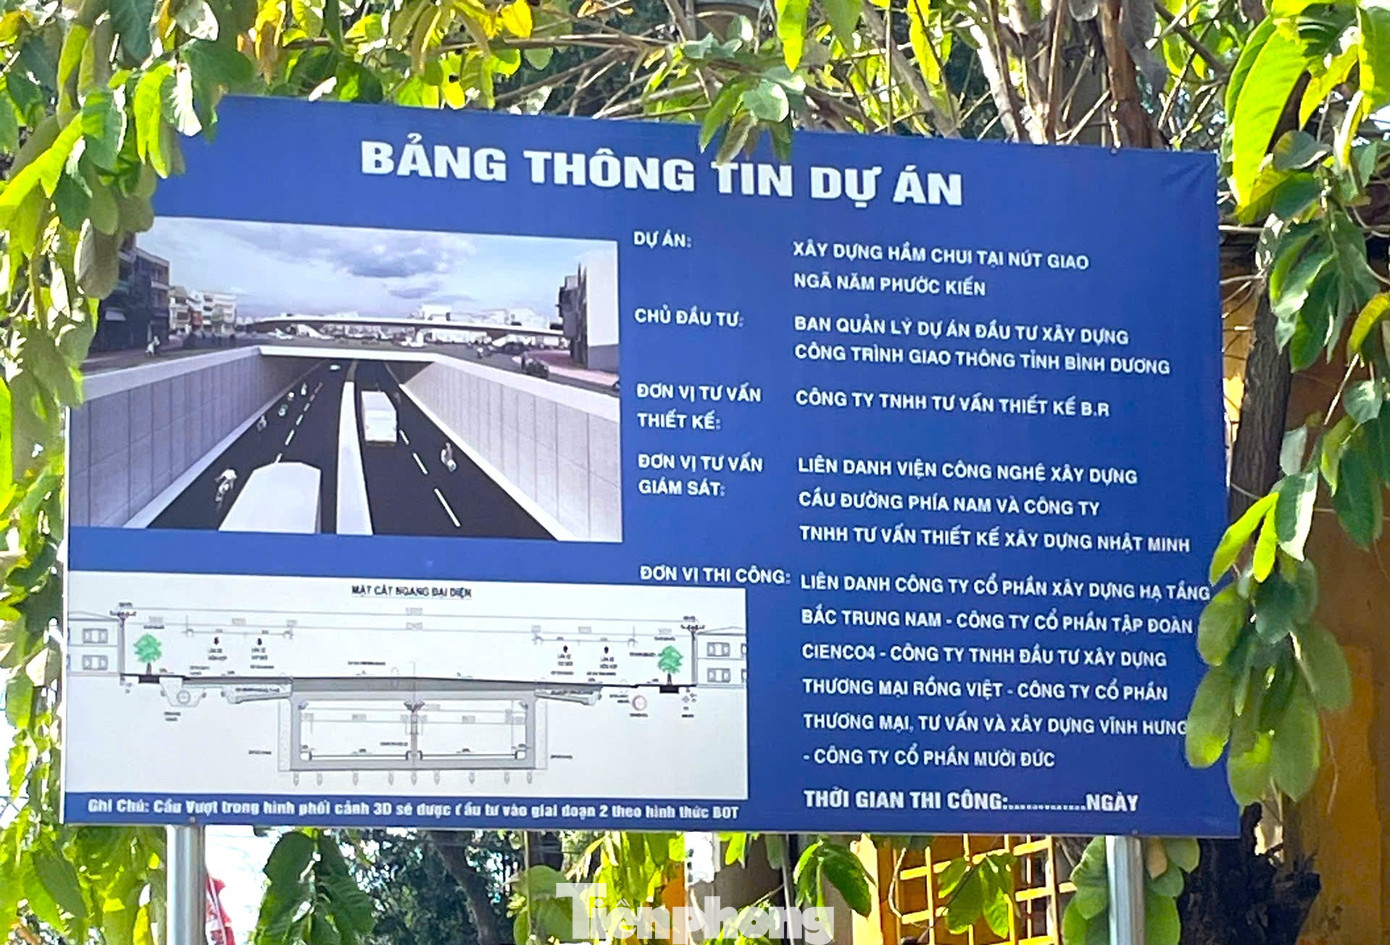 BẢNG THÔNG TIN DỰ ÁN
DỰ ÁN:
XÂY DỰNG HẦM CHUI TẠI NÚT GIAO
NGÃ NĂM PHƯỚC KIẾN
CHỦ ĐẦU TƯ:
BAN QUẢN LÝ DỰ ÁN ĐẦU TƯ XÂY DỰNG
CÔNG TRÌNH GIAO THÔNG TỈNH BÌNH DƯƠNG
ĐƠN VỊ TƯ VẤN
THIẾT KẾ:
CÔNG TY TNHH TƯ VẤN THIẾT KẾ B.R
ĐƠN VỊ TƯ VẤN
GIÁM SÁT:
LIÊN DANH VIỆN CÔNG NGHÉ XÂY DỰNG
CẦU ĐƯỜNG PHÍA NAM VÀ CÔNG TY
TNHH TƯ VẤN THIẾT KẾ XÂY DỰNG NHẬT MINH
ĐƠN VỊ THI CÔNG:
LIÊN DANH CÔNG TY CỔ PHẦN XÂY DỰNG HẠ TẦNG
BẮC TRUNG NAM - CÔNG TY CỔ PHẦN TẬP ĐOÀN
CIENCO4 - CÔNG TY TNHH ĐẦU TƯ XÂY DỰNG
THƯƠNG MẠI RỒNG VIỆT - CÔNG TY CỔ PHẦN
THƯƠNG MẠI, TƯ VẤN VÀ XÂY DỰNG VĨNH HƯNG
- CÔNG TY CỔ PHẦN MƯỜI ĐỨC
THỜI GIAN THI CÔNG:.............NGÀY
MẶT CẮT NGANG ĐẠI DIỆN
Ghi Chú: Cầu Vượt trong hình phối cảnh 3D sẽ được đầu tư vào giai đoạn 2 theo hình thức BOT
Tiền phong